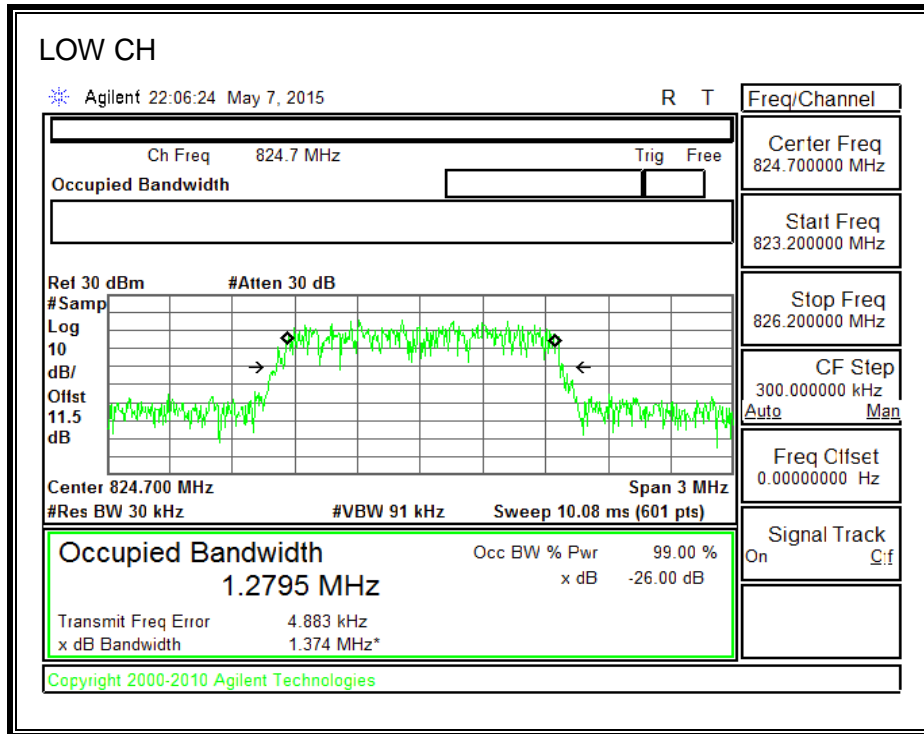 LOW CH
Agilent 22:06:24 May 7, 2015 R T
Freq/Channel
Ch Freq 824.7 MHz Trig Free
Occupied Bandwidth
Center Freq
824.700000 MHz
Start Freq
823.200000 MHz
Stop Freq
826.200000 MHz
CF Step
300.000000 kHz
Auto Man
Freq Offset
0.00000000 Hz
Signal Track
On Off
Ref 30 dBm #Atten 30 dB
#Samp
Log
10
dB/
Offst
11.5
dB
Center 824.700 MHz Span 3 MHz
#Res BW 30 kHz #VBW 91 kHz Sweep 10.08 ms (601 pts)
Occupied Bandwidth
1.2795 MHz
Occ BW % Pwr 99.00 %
x dB -26.00 dB
Transmit Freq Error 4.883 kHz
x dB Bandwidth 1.374 MHz*
Copyright 2000-2010 Agilent Technologies